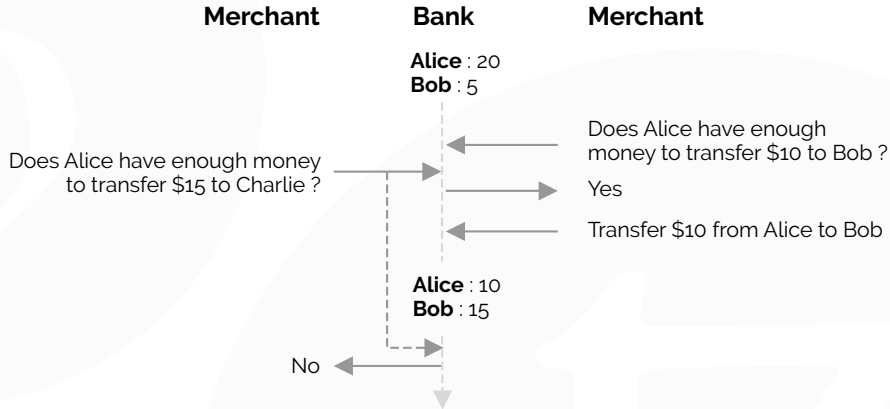 Merchant
Bank
Merchant
Alice : 20
Bob : 5
Does Alice have enough
money to transfer $10 to Bob ?
Does Alice have enough money
to transfer $15 to Charlie ?
Yes
Transfer $10 from Alice to Bob
Alice : 10
Bob : 15
No